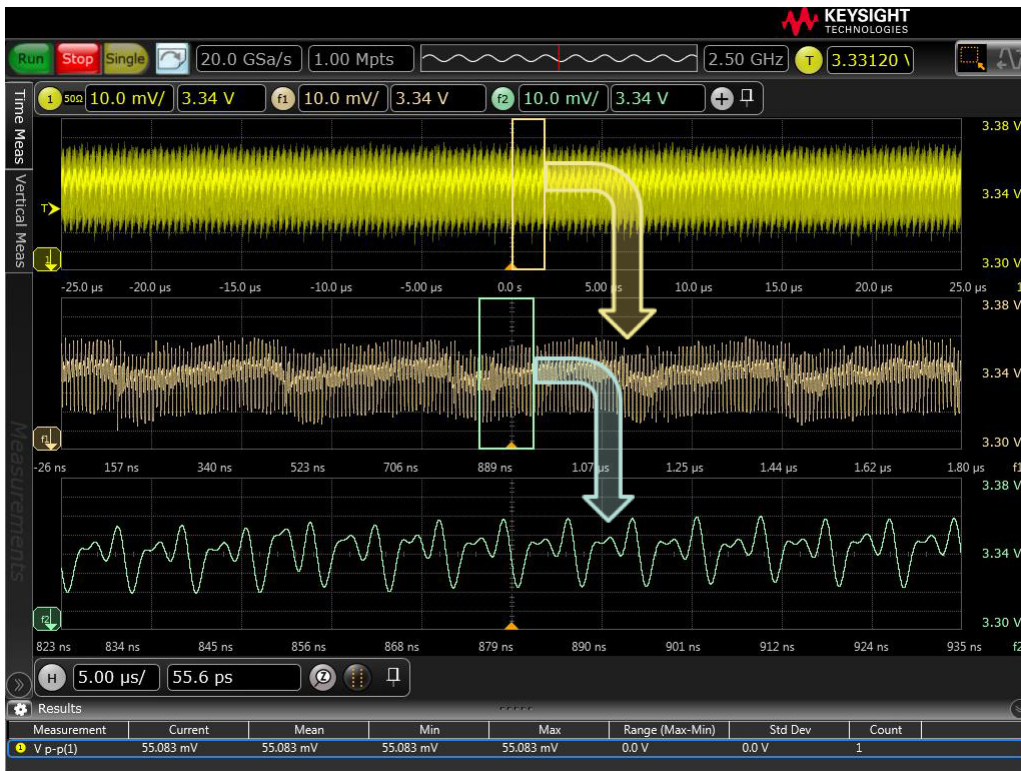 KEYSIGHT
TECHNOLOGIES
Run Stop Single 20.0 GSa/s 1.00 Mpts 2.50 GHz T 3.33120 V
1 50Ω 10.0 mV/ 3.34 V f1 10.0 mV/ 3.34 V f2 10.0 mV/ 3.34 V +
Time Meas
Vertical Meas
Measurements
3.38 V
T 3.34 V
1 3.30 V
-25.0 µs -20.0 µs -15.0 µs -10.0 µs -5.00 µs 0.0 s 5.00 µs 10.0 µs 15.0 µs 20.0 µs 25.0 µs 1
3.38 V
3.34 V
f1 3.30 V
-26 ns 157 ns 340 ns 523 ns 706 ns 889 ns 1.07 µs 1.25 µs 1.44 µs 1.62 µs 1.80 µs f1
3.38 V
3.34 V
f2 3.30 V
823 ns 834 ns 845 ns 856 ns 868 ns 879 ns 890 ns 901 ns 912 ns 924 ns 935 ns f2
H 5.00 µs/ 55.6 ps Z
Results
Measurement Current Mean Min Max Range (Max-Min) Std Dev Count
1 V p-p(1) 55.083 mV 55.083 mV 55.083 mV 55.083 mV 0.0 V 0.0 V 1